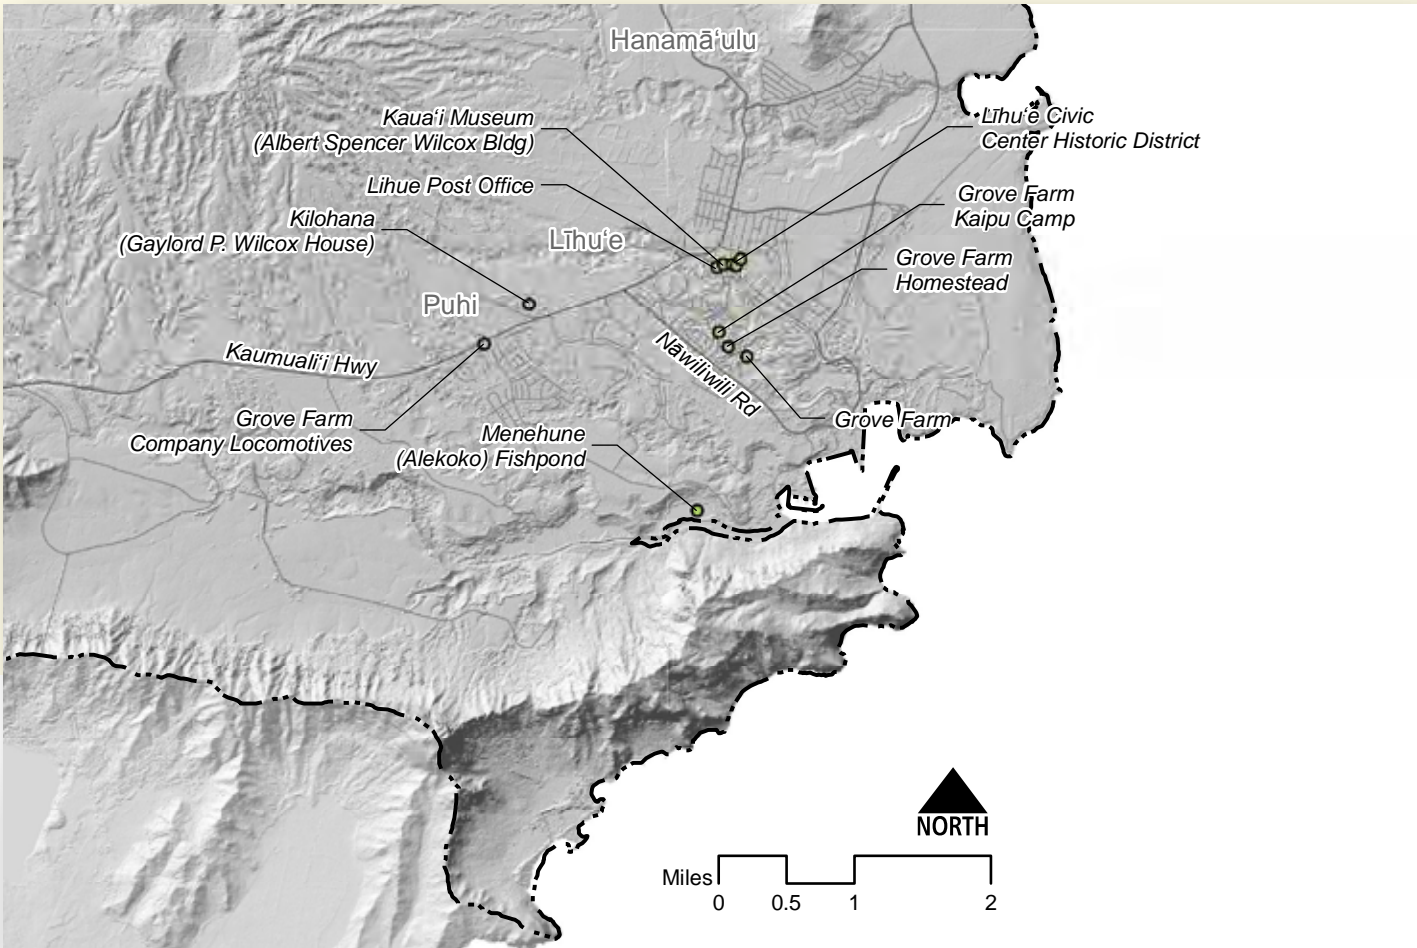 Hanamāʻulu
Kauaʻi Museum
(Albert Spencer Wilcox Bldg)
Līhuʻe Civic
Center Historic District
Lihue Post Office
Grove Farm
Kaipu Camp
Kilohana
(Gaylord P. Wilcox House)
Līhuʻe
Grove Farm
Homestead
Puhi
Kaumualiʻi Hwy
Nāwiliwili Rd
Grove Farm
Company Locomotives
Grove Farm
Menehune
(Alekoko) Fishpond
NORTH
Miles
0 0.5 1 2